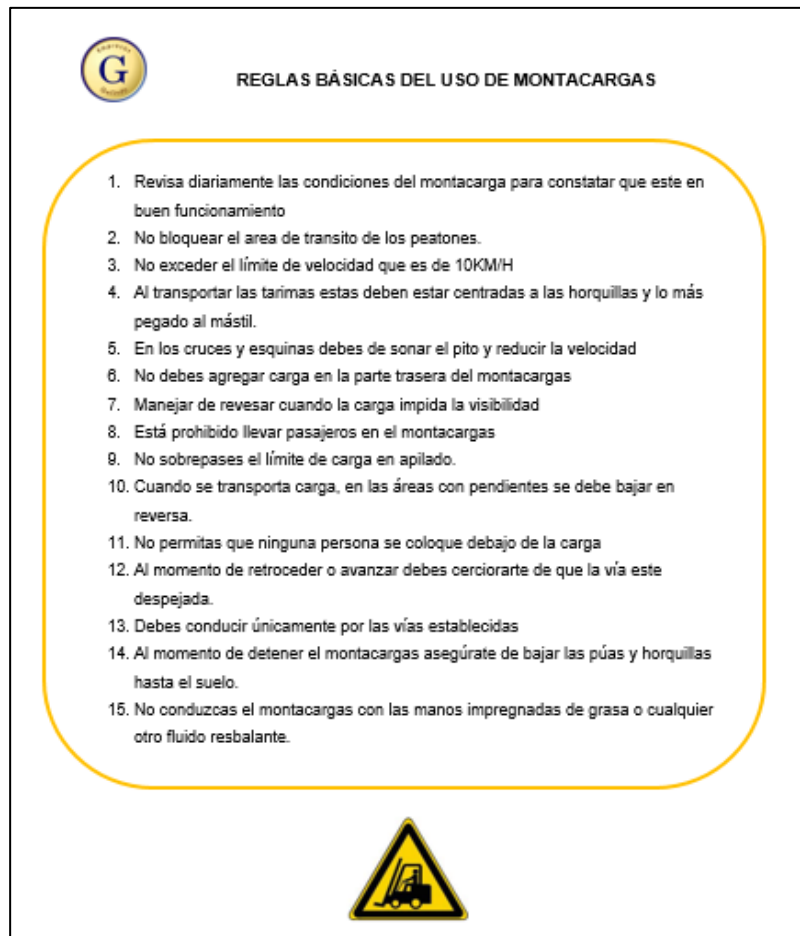 G
REGLAS BÁSICAS DEL USO DE MONTACARGAS
1. Revisa diariamente las condiciones del montacarga para constatar que este en
buen funcionamiento
2. No bloquear el area de transito de los peatones.
3. No exceder el límite de velocidad que es de 10KM/H
4. Al transportar las tarimas estas deben estar centradas a las horquillas y lo más
pegado al mástil.
5. En los cruces y esquinas debes de sonar el pito y reducir la velocidad
6. No debes agregar carga en la parte trasera del montacargas
7. Manejar de revesar cuando la carga impida la visibilidad
8. Está prohibido llevar pasajeros en el montacargas
9. No sobrepases el límite de carga en apilado.
10. Cuando se transporta carga, en las áreas con pendientes se debe bajar en
reversa.
11. No permitas que ninguna persona se coloque debajo de la carga
12. Al momento de retroceder o avanzar debes cerciorarte de que la vía este
despejada.
13. Debes conducir únicamente por las vías establecidas
14. Al momento de detener el montacargas asegúrate de bajar las púas y horquillas
hasta el suelo.
15. No conduzcas el montacargas con las manos impregnadas de grasa o cualquier
otro fluido resbalante.